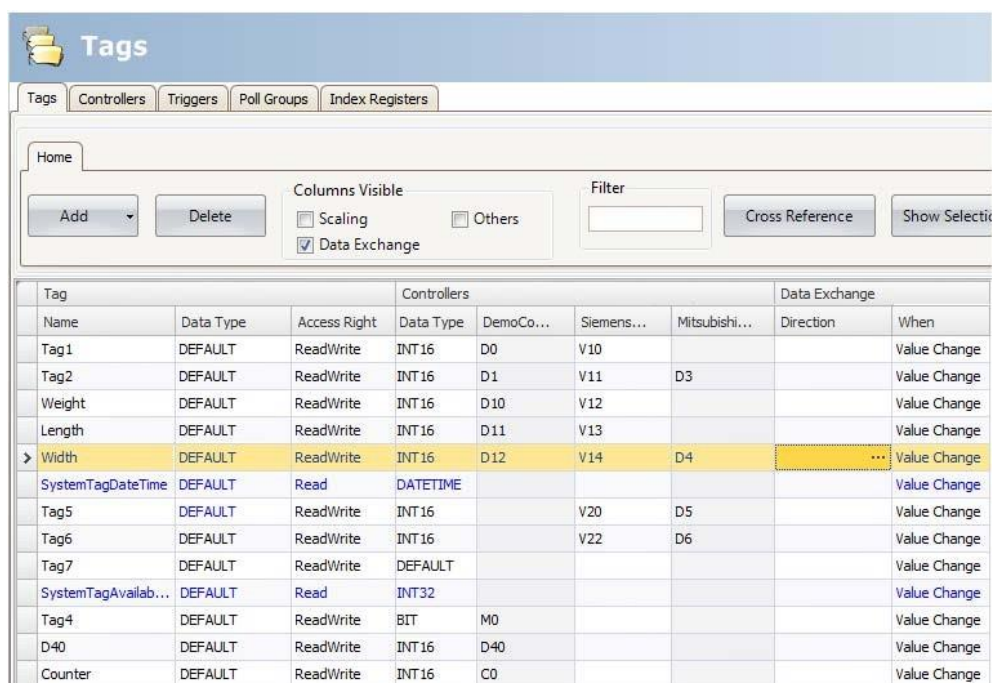 Tags
Tags Controllers Triggers Poll Groups Index Registers
Home
Columns Visible Filter
Add Delete Scaling Others Cross Reference Show Selectio
Data Exchange
Tag Controllers Data Exchange
Name Data Type Access Right Data Type DemoCo... Siemens... Mitsubishi... Direction When
Tag1 DEFAULT ReadWrite INT16 D0 V10 Value Change
Tag2 DEFAULT ReadWrite INT16 D1 V11 D3 Value Change
Weight DEFAULT ReadWrite INT16 D10 V12 Value Change
Length DEFAULT ReadWrite INT16 D11 V13 Value Change
Width DEFAULT ReadWrite INT16 D12 V14 D4 ... Value Change
SystemTagDateTime DEFAULT Read DATETIME Value Change
Tag5 DEFAULT ReadWrite INT16 V20 D5 Value Change
Tag6 DEFAULT ReadWrite INT16 V22 D6 Value Change
Tag7 DEFAULT ReadWrite DEFAULT Value Change
SystemTagAvailab... DEFAULT Read INT32 Value Change
Tag4 DEFAULT ReadWrite BIT M0 Value Change
D40 DEFAULT ReadWrite INT16 D40 Value Change
Counter DEFAULT ReadWrite INT16 C0 Value Change